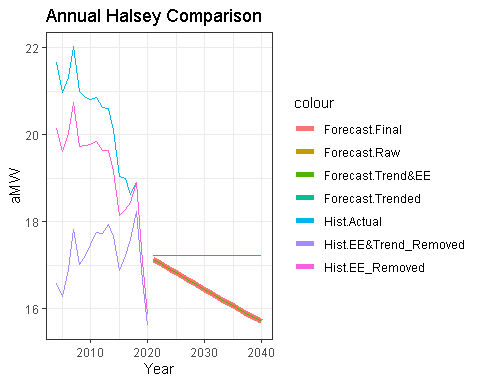 Annual Halsey Comparison
22
20
18
16
aMW
2010
2020
2030
2040
Year
colour
Forecast.Final
Forecast.Raw
Forecast.Trend&EE
Forecast.Trended
Hist.Actual
Hist.EE&Trend_Removed
Hist.EE_Removed